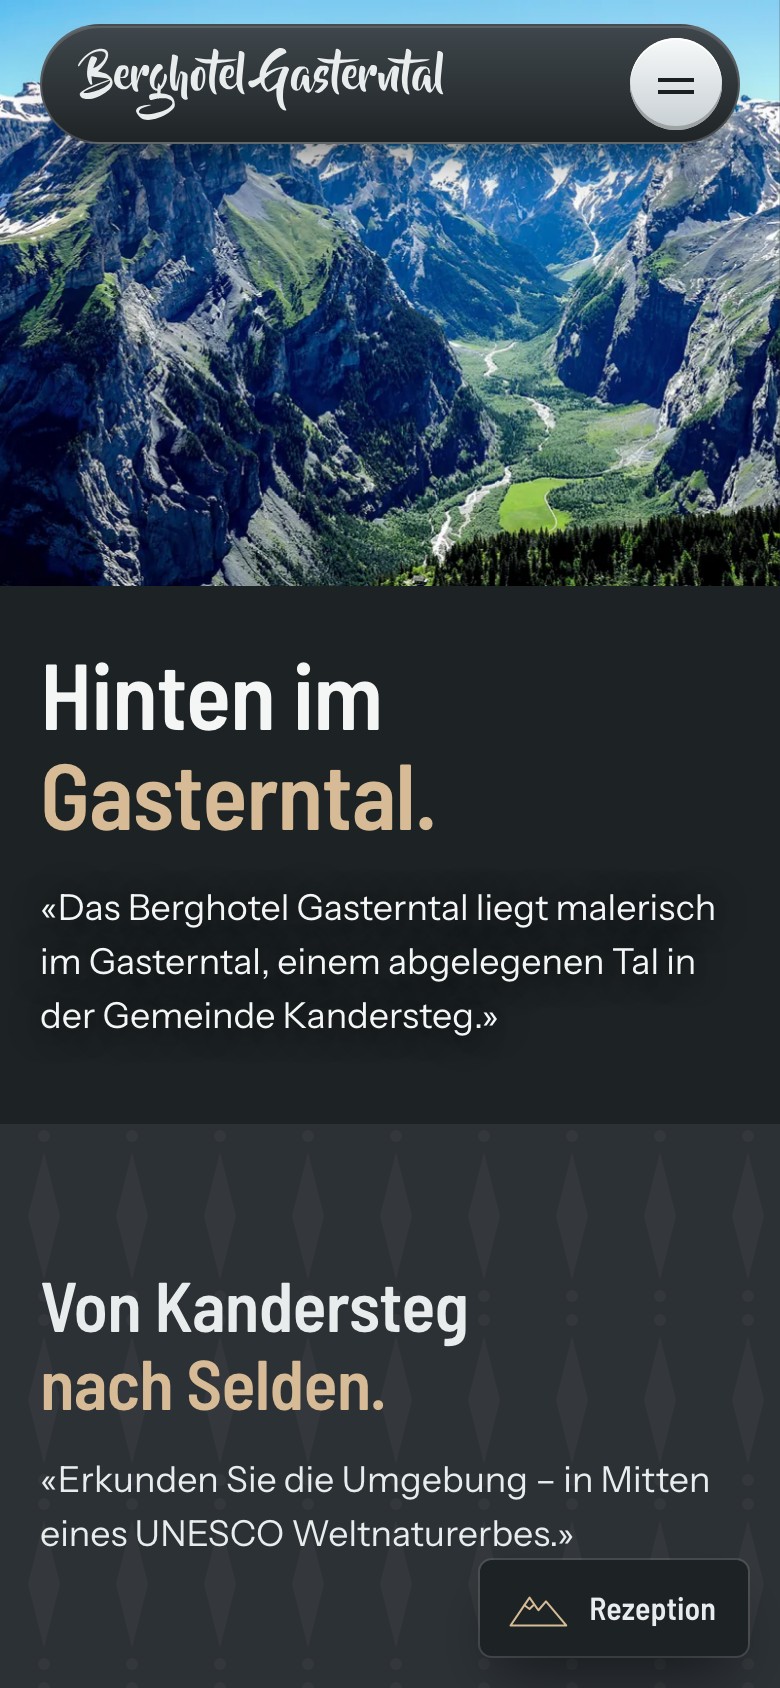 Berghotel Gasterntal
Hinten im
Gasterntal.
«Das Berghotel Gasterntal liegt malerisch
im Gasterntal, einem abgelegenen Tal in
der Gemeinde Kandersteg.»
Von Kandersteg
nach Selden.
«Erkunden Sie die Umgebung – in Mitten
eines UNESCO Weltnaturerbes.»
Rezeption